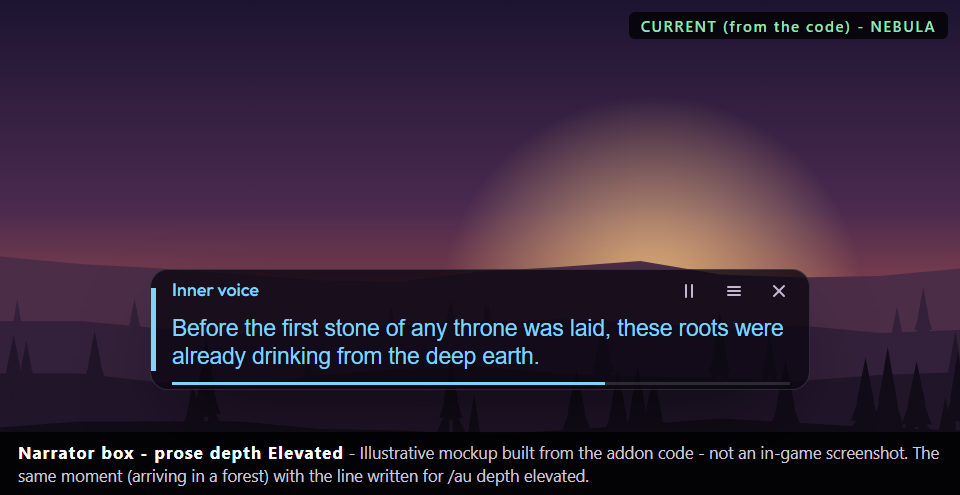 CURRENT (from the code) - NEBULA
Inner voice
Before the first stone of any throne was laid, these roots were
already drinking from the deep earth.
Narrator box - prose depth Elevated - Illustrative mockup built from the addon code - not an in-game screenshot. The
same moment (arriving in a forest) with the line written for /au depth elevated.